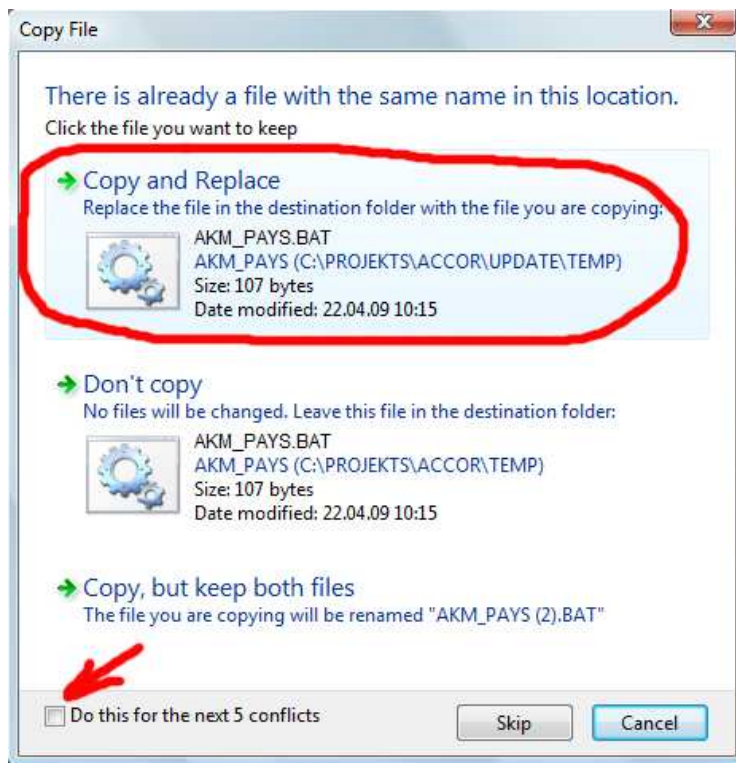 Copy File
There is already a file with the same name in this location.
Click the file you want to keep
Copy and Replace
Replace the file in the destination folder with the file you are copying:
AKM_PAYS.BAT
AKM_PAYS (C:\PROJEKTS\ACCOR\UPDATE\TEMP)
Size: 107 bytes
Date modified: 22.04.09 10:15
Don't copy
No files will be changed. Leave this file in the destination folder:
AKM_PAYS.BAT
AKM_PAYS (C:\PROJEKTS\ACCOR\TEMP)
Size: 107 bytes
Date modified: 22.04.09 10:15
Copy, but keep both files
The file you are copying will be renamed "AKM_PAYS (2).BAT"
Do this for the next 5 conflicts
Skip
Cancel